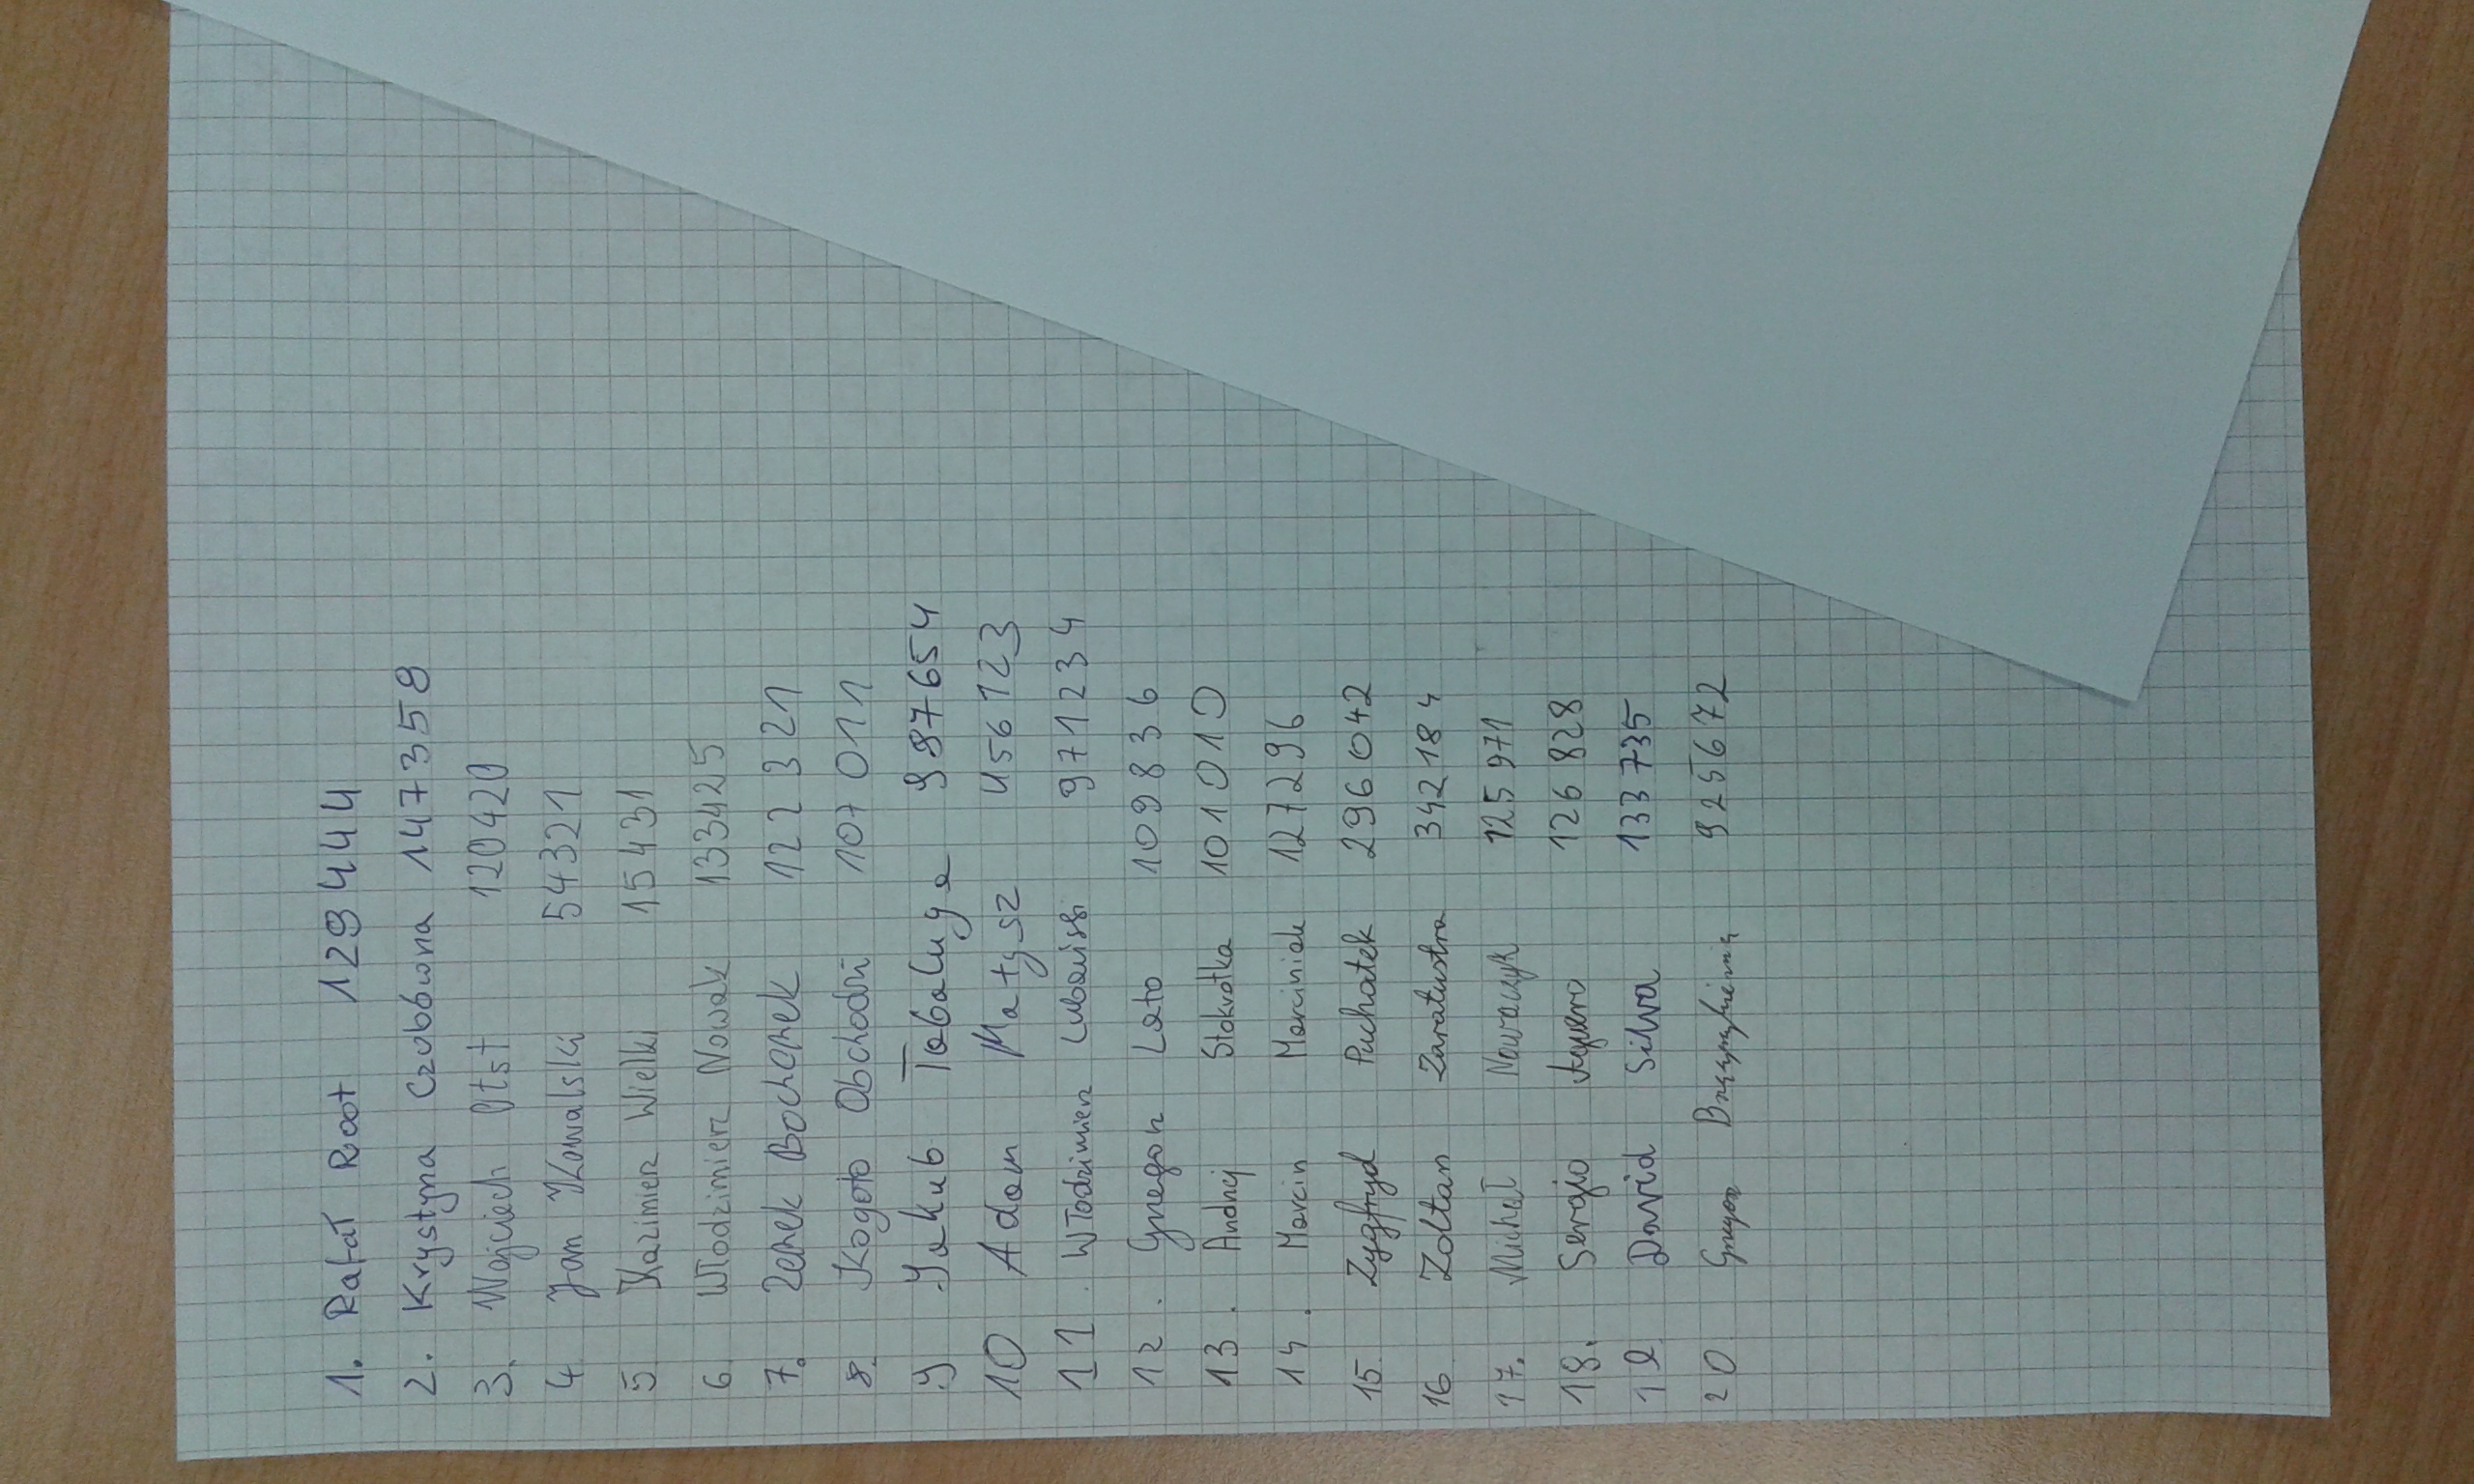 1. Rafał Root 129444
2. Krystyna Czubówna 147358
3. Wojciech Otst 120420
4 Jan Kowalski 54321
5 Kazimierz Wielki 15431
6 Włodzimierz Nowak 133425
7. Zenek Bochenek 122321
8. Kogoto Obchodzi 107011
9 Jakub Tabaluga 987654
10 Adam Małysz 456123
11. Włodzimierz Lubański 971234
12. Grzegorz Lato 109836
13. Andrzej Stokrotka 101010
14. Marcin Marciniak 127296
15. Zygfryd Puchatek 296042
16 Zoltan Zaratustra 342184
17. Michał Nowaczyk 125971
18. Sergio Aguero 126828
19 David Silva 133735
20 Grzegorz 925672